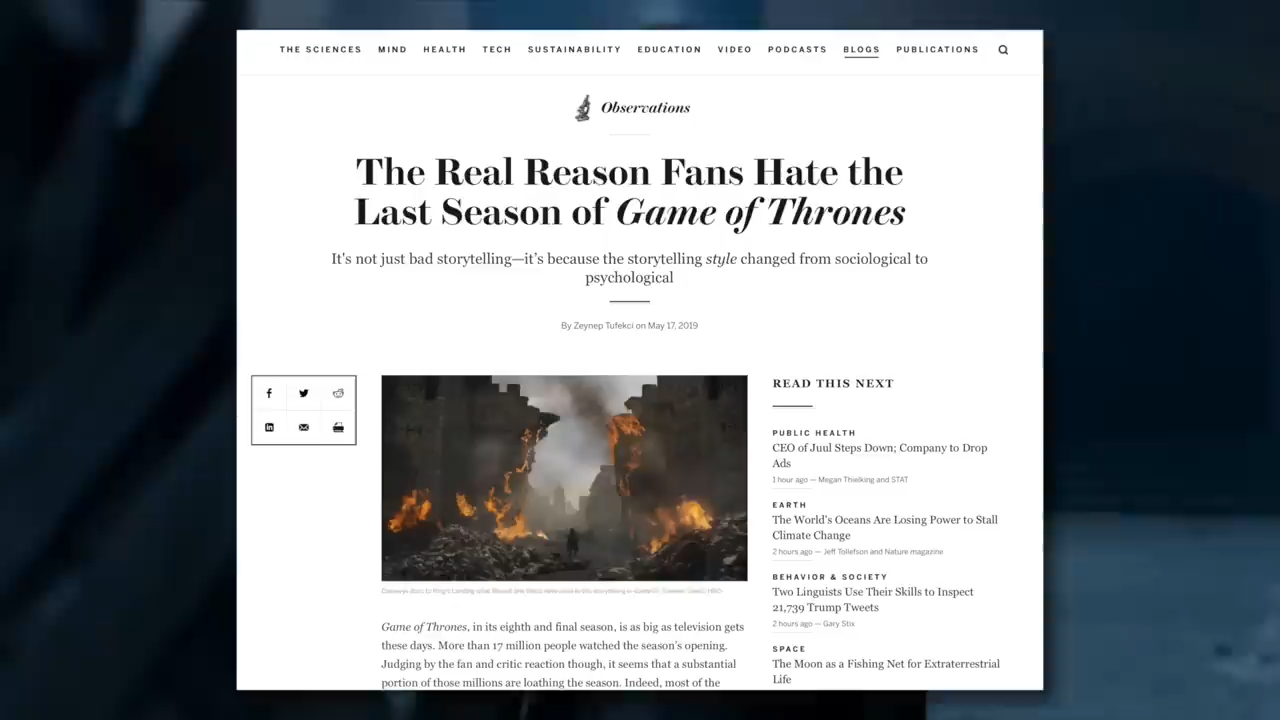 THE SCIENCES MIND HEALTH TECH SUSTAINABILITY EDUCATION VIDEO PODCASTS BLOGS PUBLICATIONS
Observations
The Real Reason Fans Hate the
Last Season of Game of Thrones
It's not just bad storytelling—it's because the storytelling style changed from sociological to
psychological
By Zeynep Tufekci on May 17, 2019
Game of Thrones, in its eighth and final season, is as big as television gets
these days. More than 17 million people watched the season's opening.
Judging by the fan and critic reaction though, it seems that a substantial
portion of those millions are loathing the season. Indeed, most of the
READ THIS NEXT
PUBLIC HEALTH
CEO of Juul Steps Down; Company to Drop
Ads
1 hour ago — Megan Thielking and STAT
EARTH
The World's Oceans Are Losing Power to Stall
Climate Change
2 hours ago — Jeff Tollefson and Nature magazine
BEHAVIOR & SOCIETY
Two Linguists Use Their Skills to Inspect
21,739 Trump Tweets
2 hours ago — Gary Stix
SPACE
The Moon as a Fishing Net for Extraterrestrial
Life